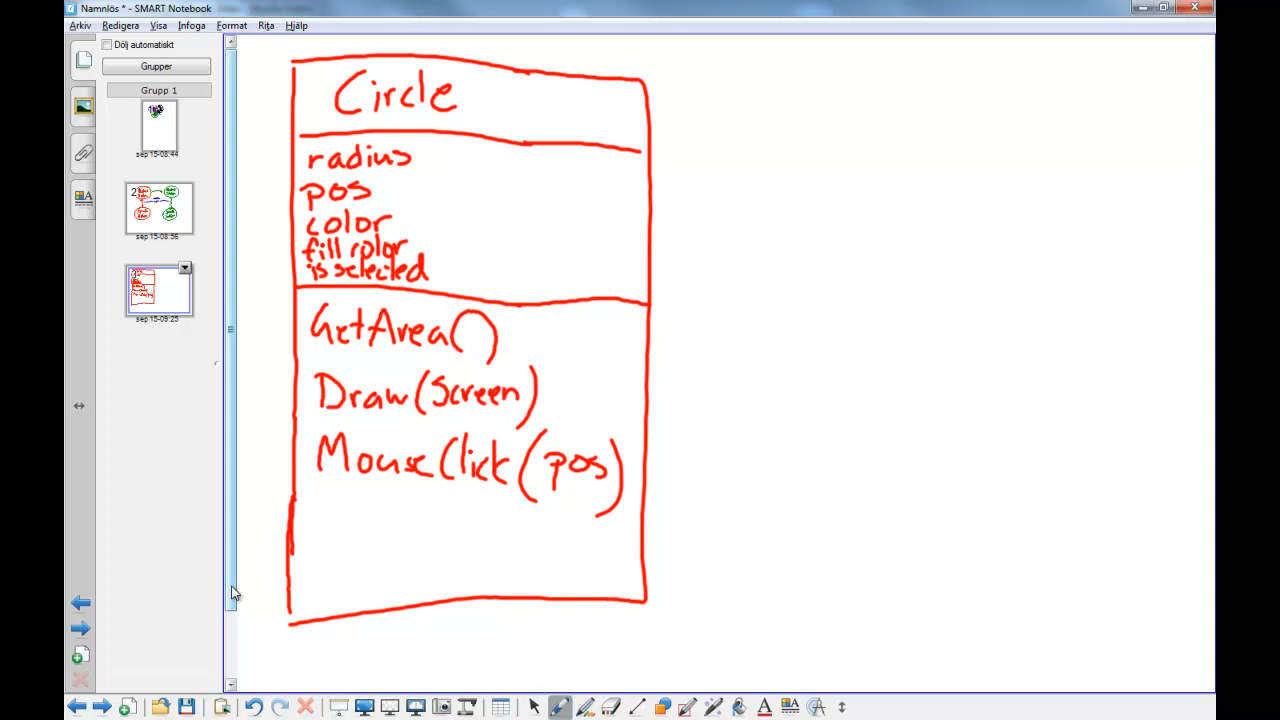 Namnlös * - SMART Notebook
Arkiv Redigera Visa Infoga Format Rita Hjälp
Dölj automatiskt
Grupper
Grupp 1
sep 15-08:44
sep 15-08:56
sep 15-09:25
Circle
radius
pos
color
fill color
is selected
GetArea()
Draw(Screen)
MouseClick(pos)